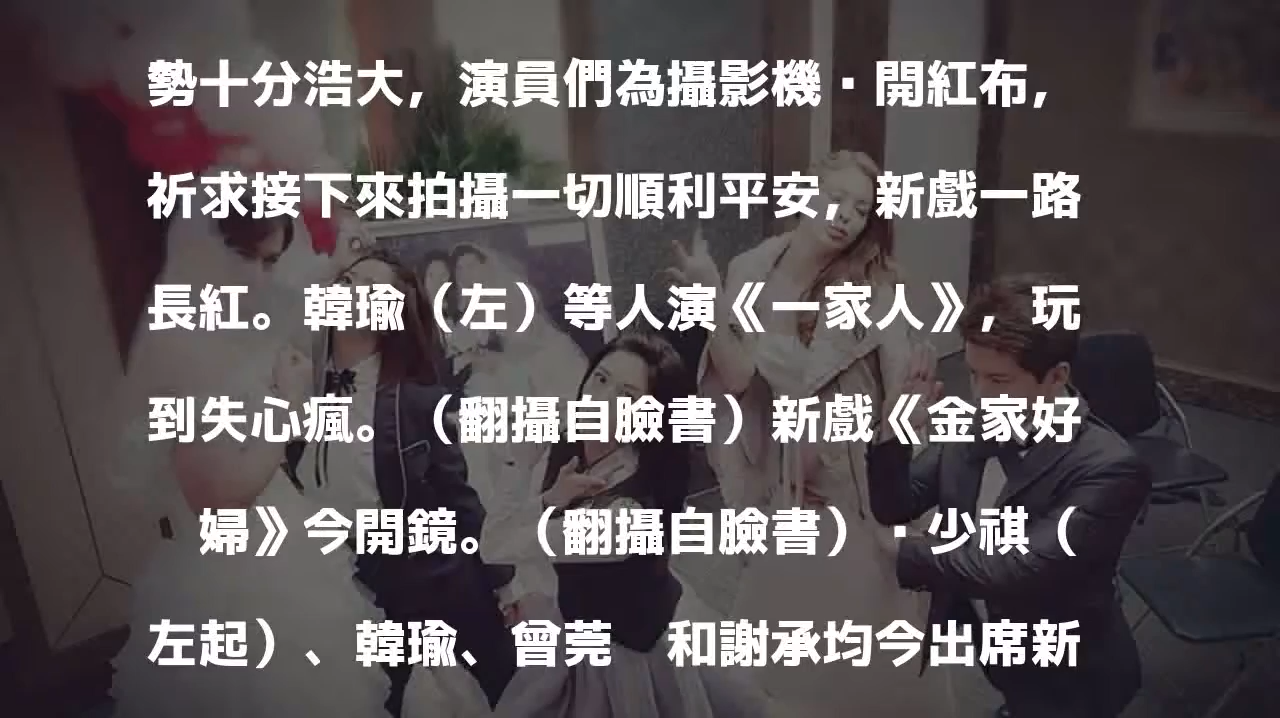 勢十分浩大，演員們為攝影機·開紅布，
祈求接下來拍攝一切順利平安，新戲一路
長紅。韓瑜（左）等人演《一家人》，玩
到失心瘋。（翻攝自臉書）新戲《金家好
　婦》今開鏡。（翻攝自臉書）·少祺（
左起）、韓瑜、曾莞　和謝承均今出席新